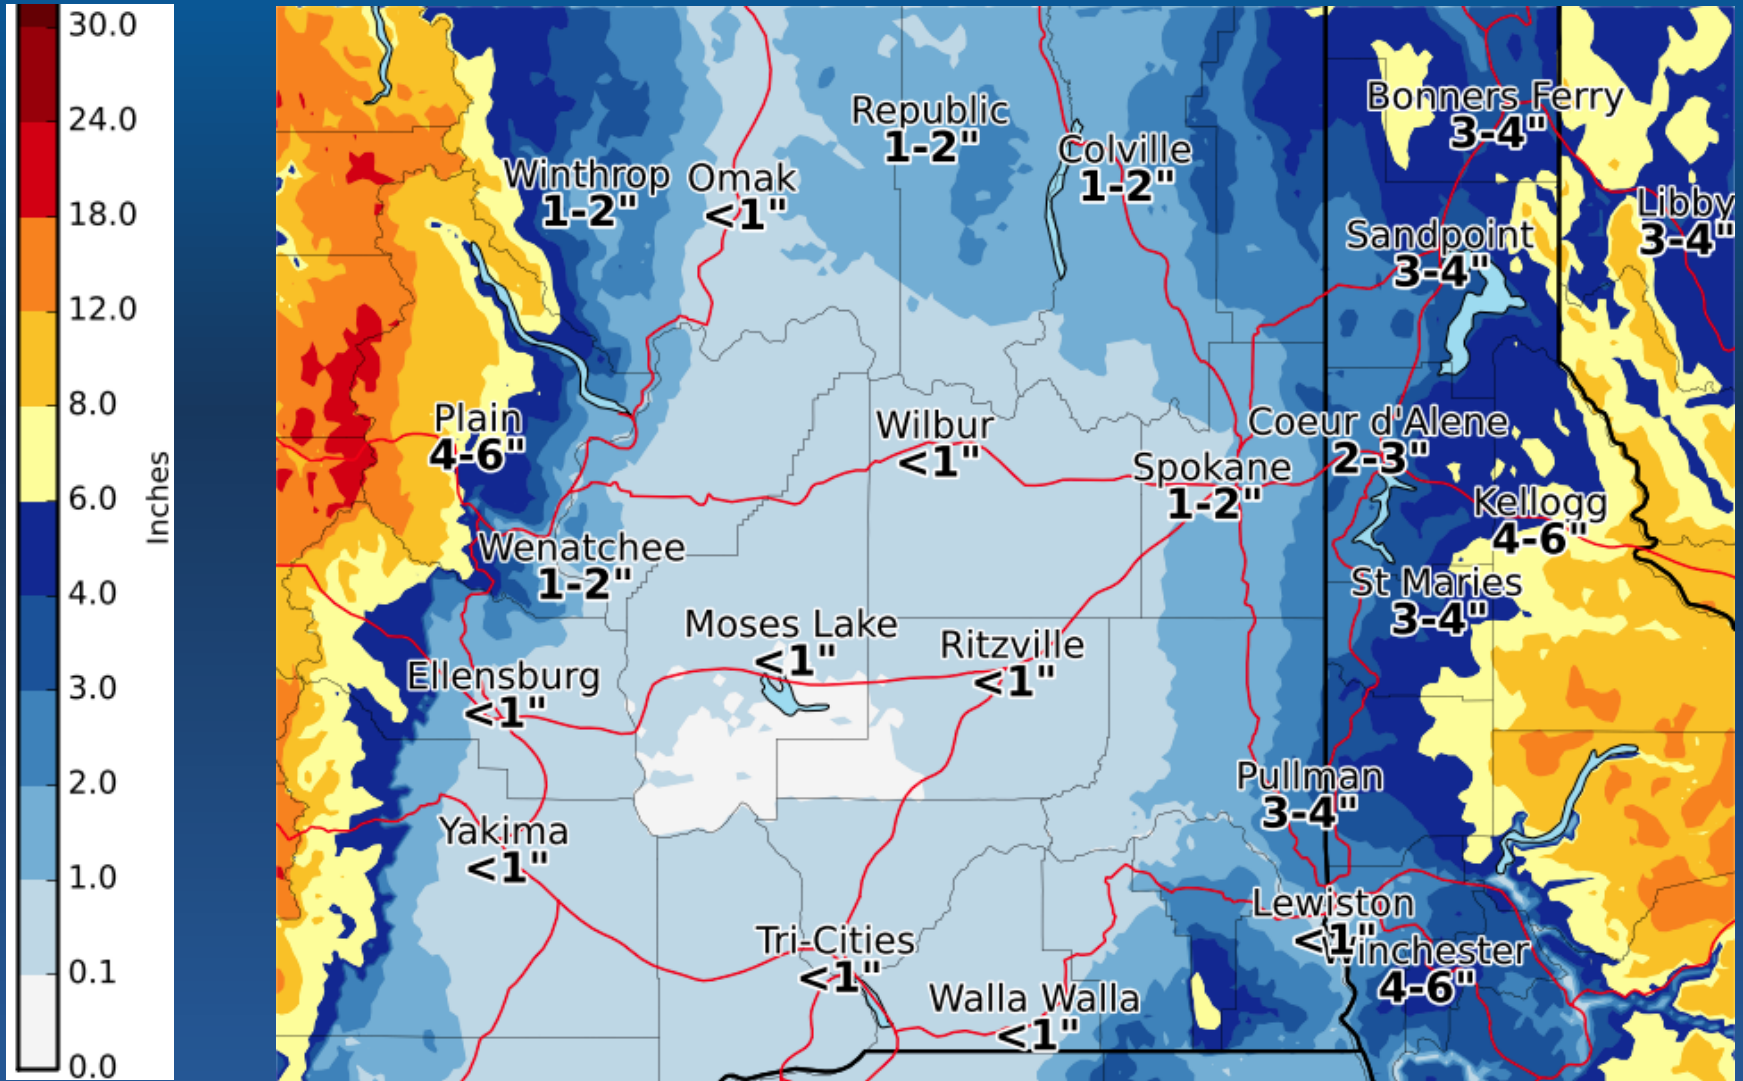 30.0
24.0
18.0
12.0
8.0
6.0
4.0
3.0
2.0
1.0
0.1
0.0
Inches
Bonners Ferry
3-4"
Republic
1-2"
Colville
1-2"
Winthrop
1-2"
Omak
<1"
Libby
3-4"
Sandpoint
3-4"
Plain
4-6"
Wilbur
<1"
Coeur d'Alene
2-3"
Spokane
1-2"
Kellogg
4-6"
Wenatchee
1-2"
St Maries
3-4"
Moses Lake
<1"
Ritzville
<1"
Ellensburg
<1"
Pullman
3-4"
Yakima
<1"
Lewiston
<1"
Winchester
4-6"
Tri-Cities
<1"
Walla Walla
<1"